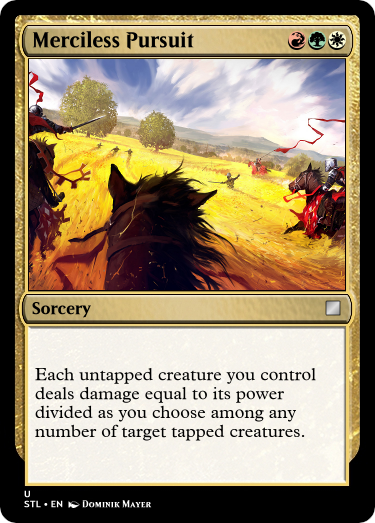 Merciless Pursuit
Sorcery
Each untapped creature you control
deals damage equal to its power
divided as you choose among any
number of target tapped creatures.
U
STL • EN Dominik Mayer